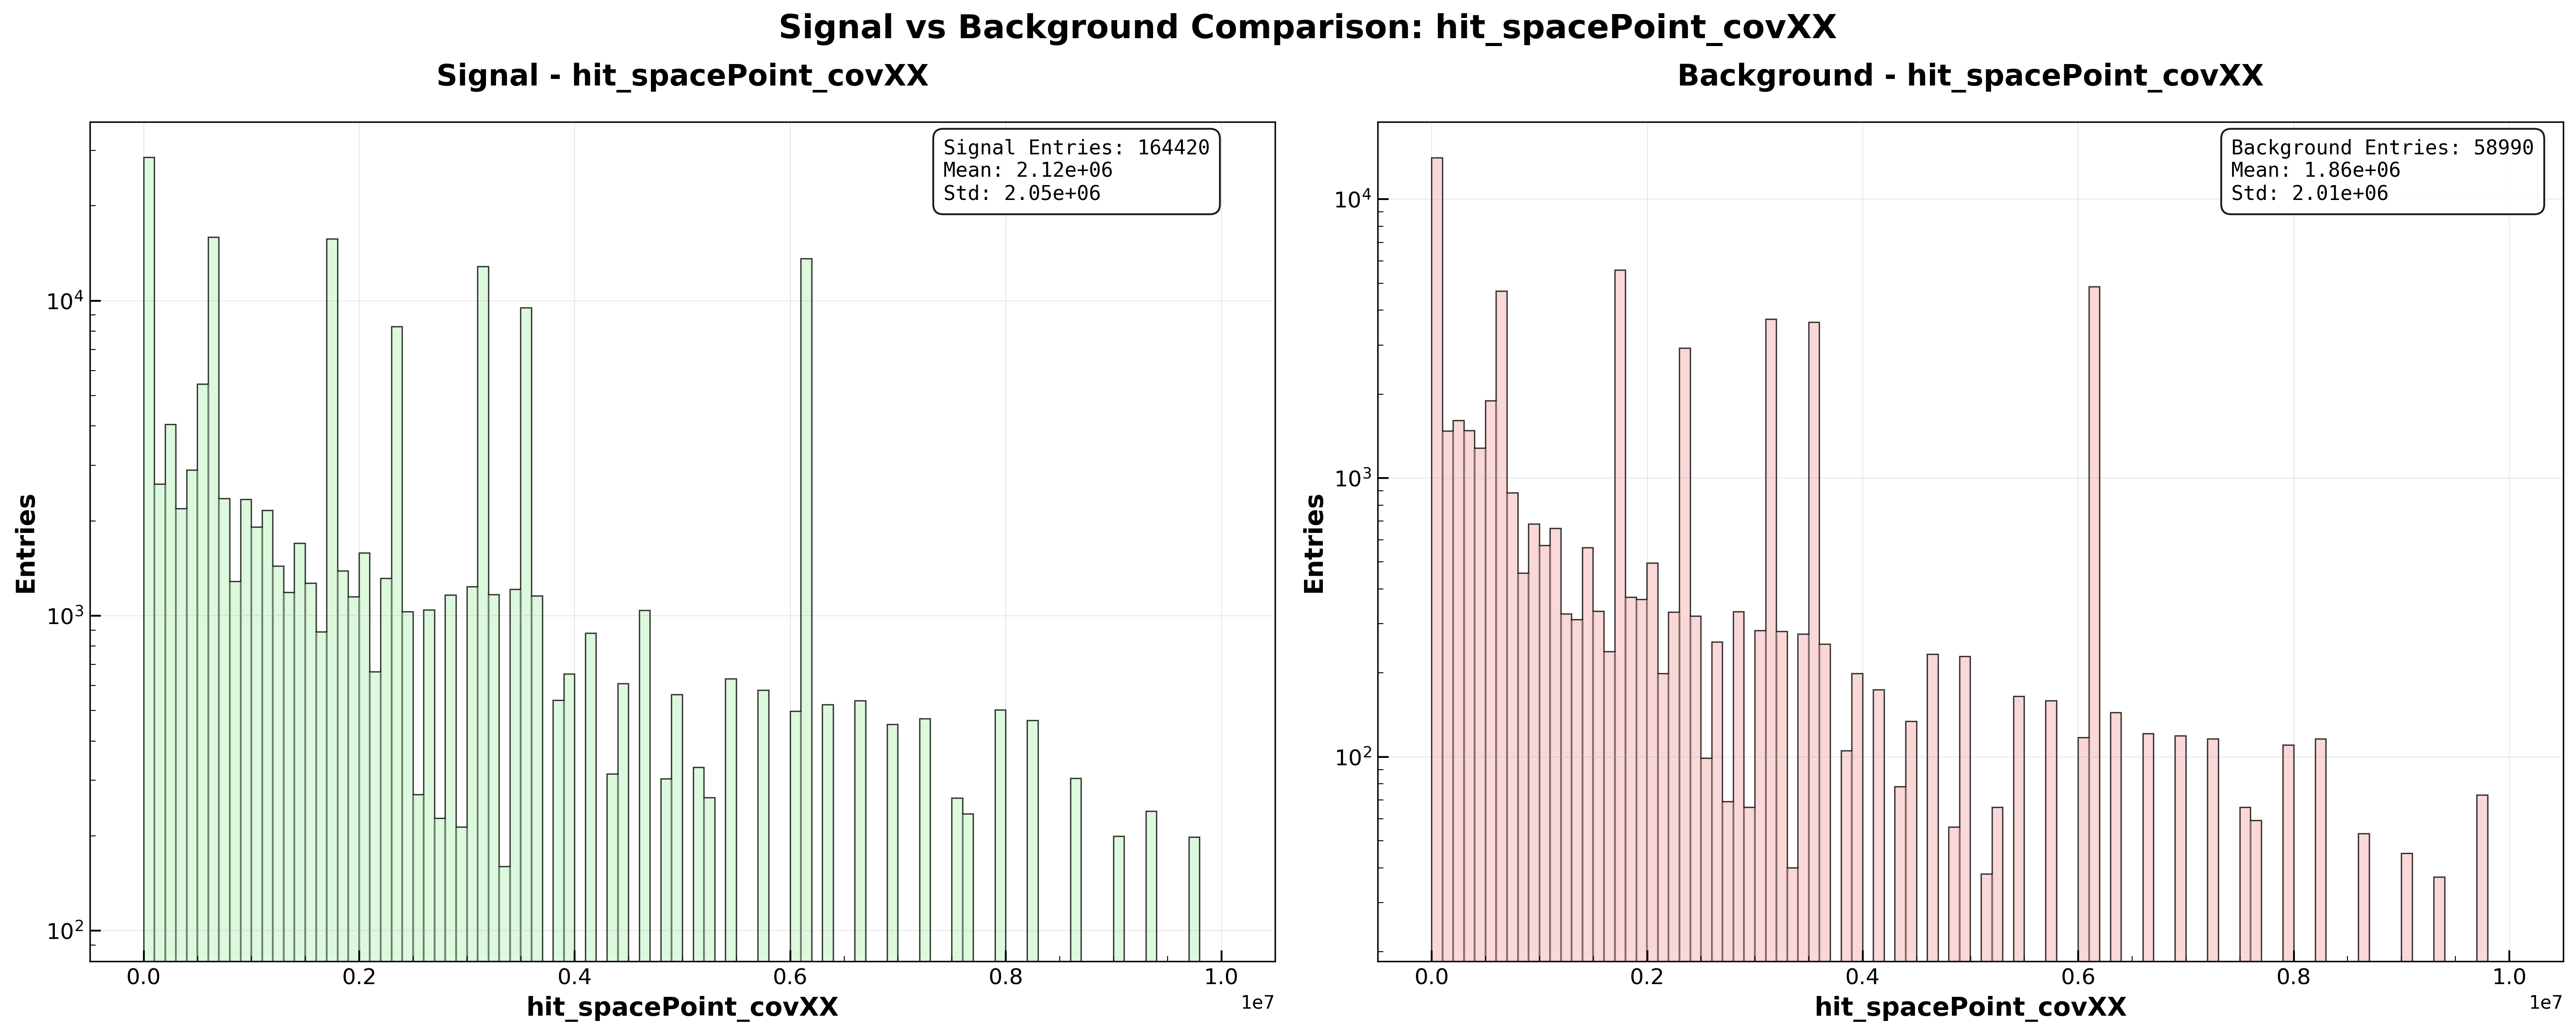 Signal vs Background Comparison: hit_spacePoint_covXX
Signal - hit_spacePoint_covXX
Signal Entries: 164420
Mean: 2.12e+06
Std: 2.05e+06
Entries
10^4
10^3
10^2
0.0 0.2 0.4 0.6 0.8 1.0
1e7
hit_spacePoint_covXX
Background - hit_spacePoint_covXX
Background Entries: 58990
Mean: 1.86e+06
Std: 2.01e+06
Entries
10^4
10^3
10^2
0.0 0.2 0.4 0.6 0.8 1.0
1e7
hit_spacePoint_covXX